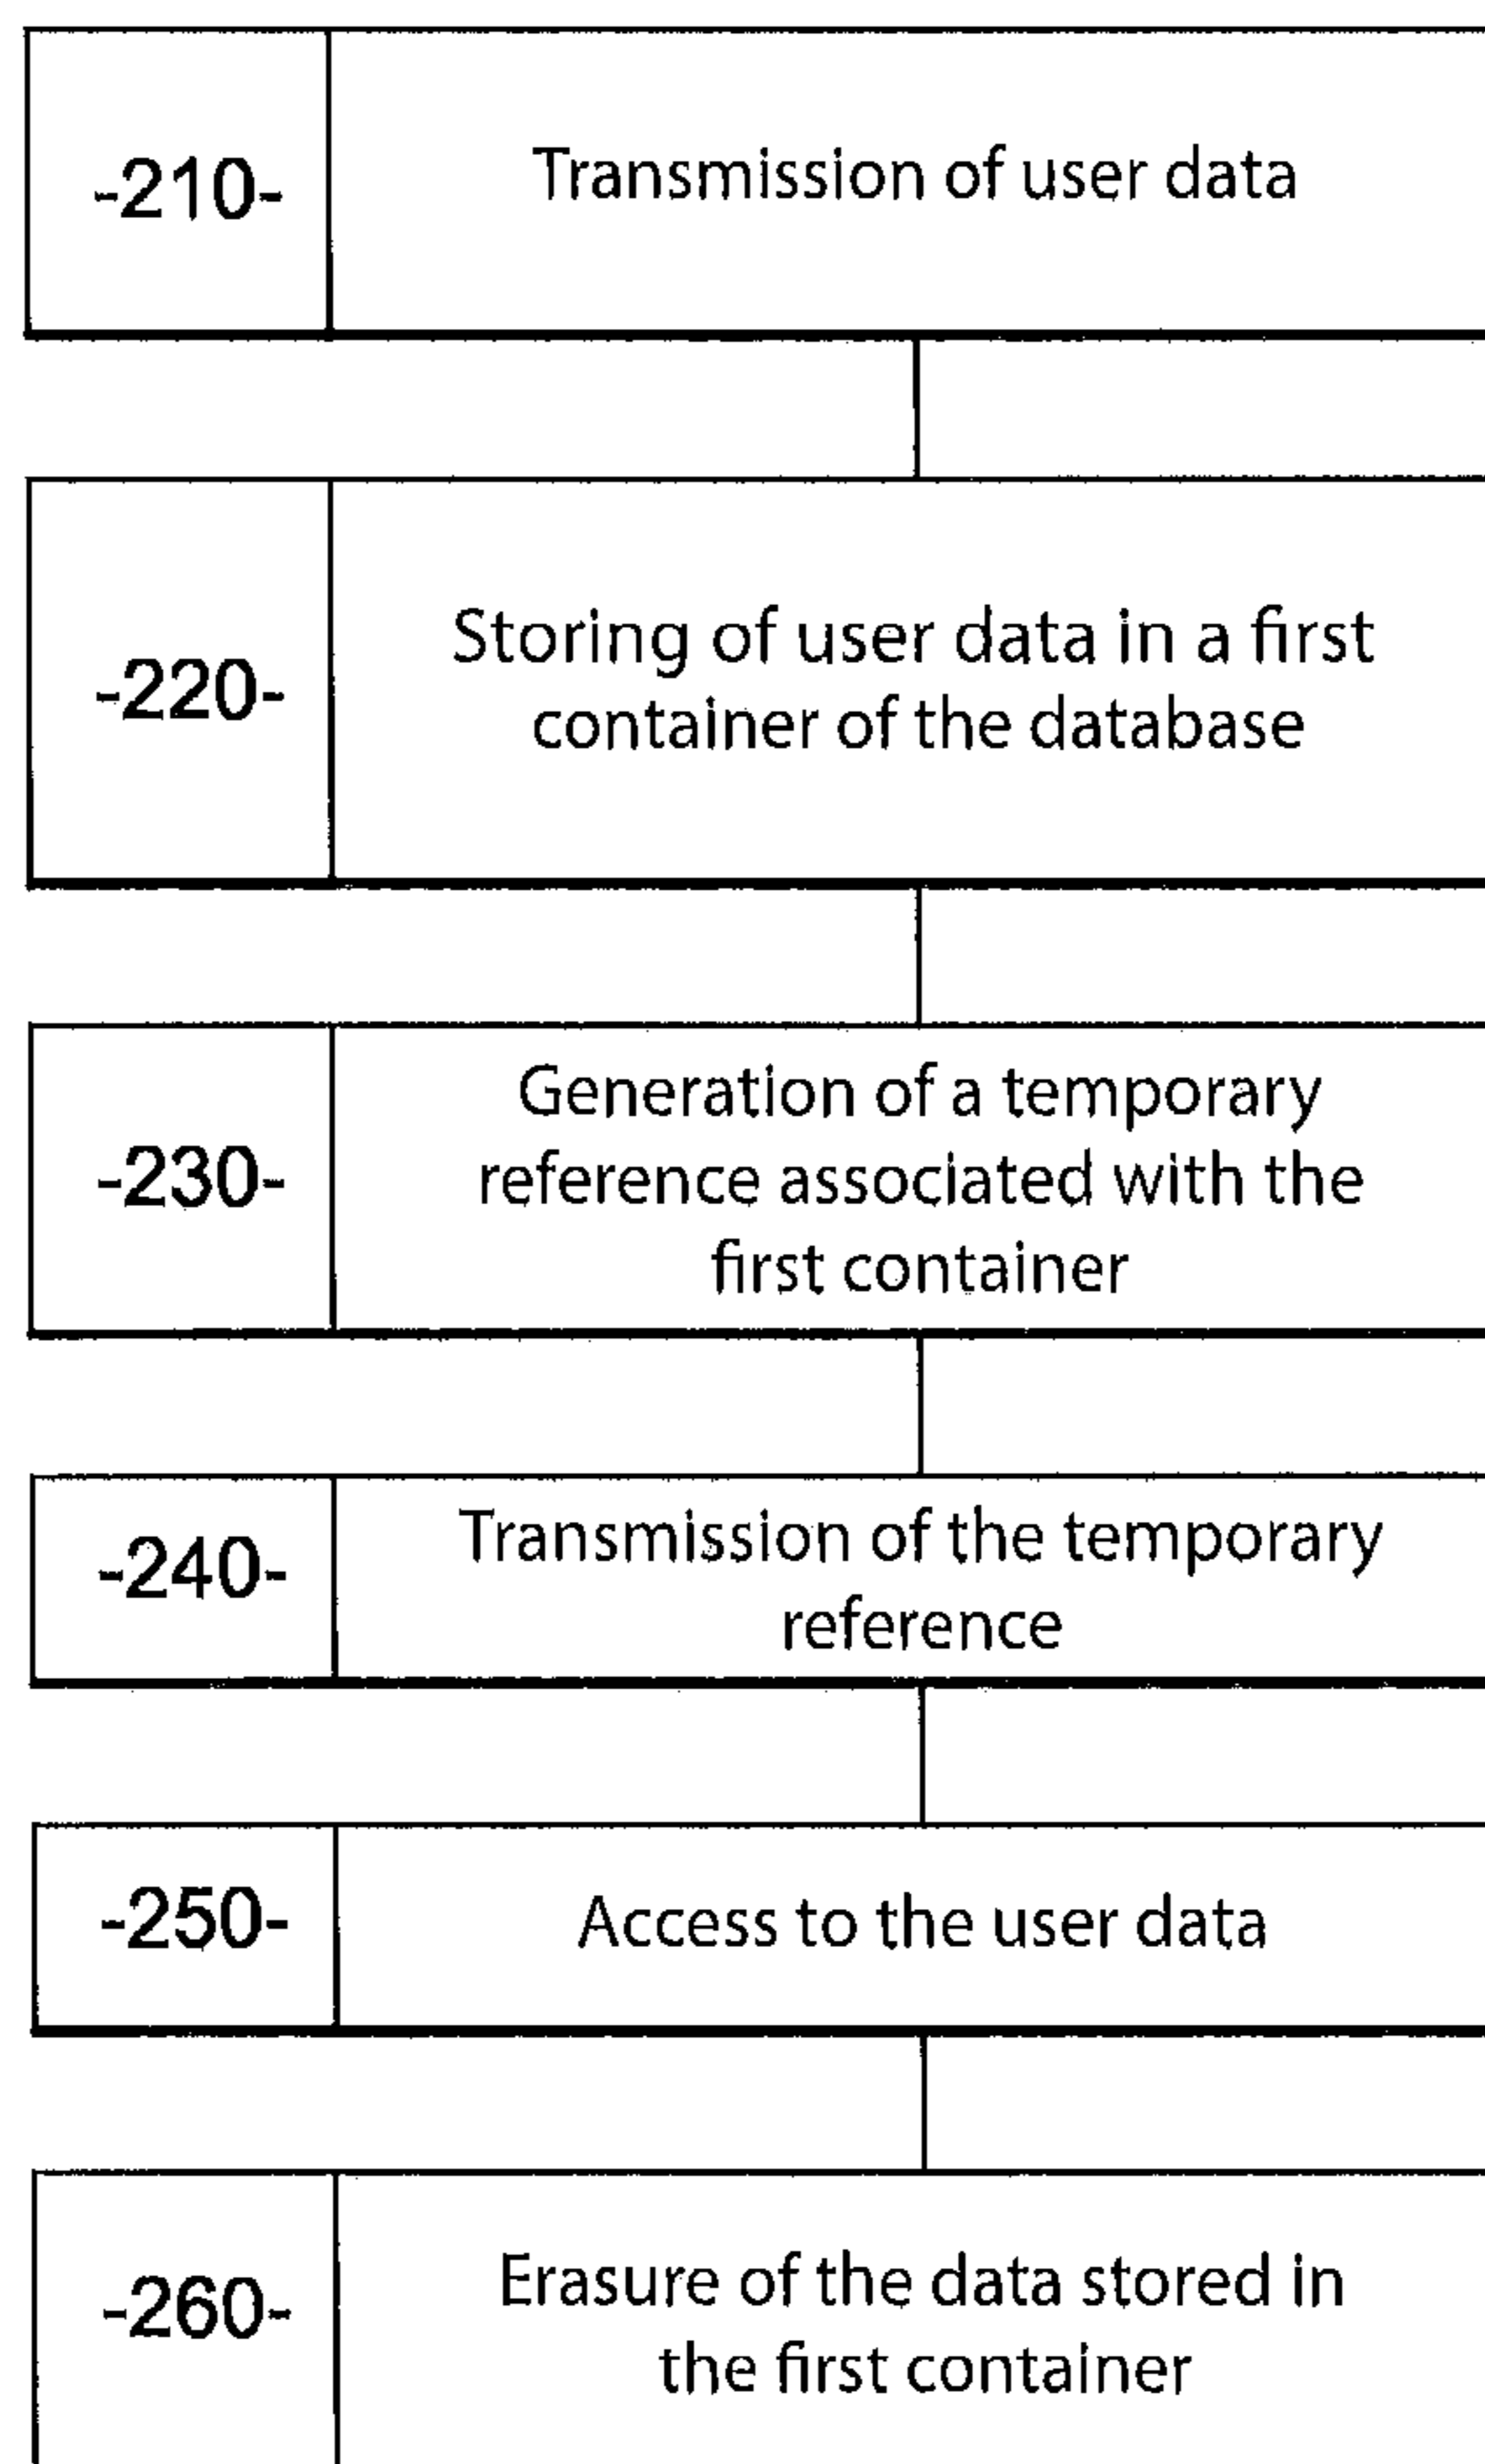 -210-
Transmission of user data
-220-
Storing of user data in a first
container of the database
-230-
Generation of a temporary
reference associated with the
first container
-240-
Transmission of the temporary
reference
-250-
Access to the user data
-260-
Erasure of the data stored in
the first container